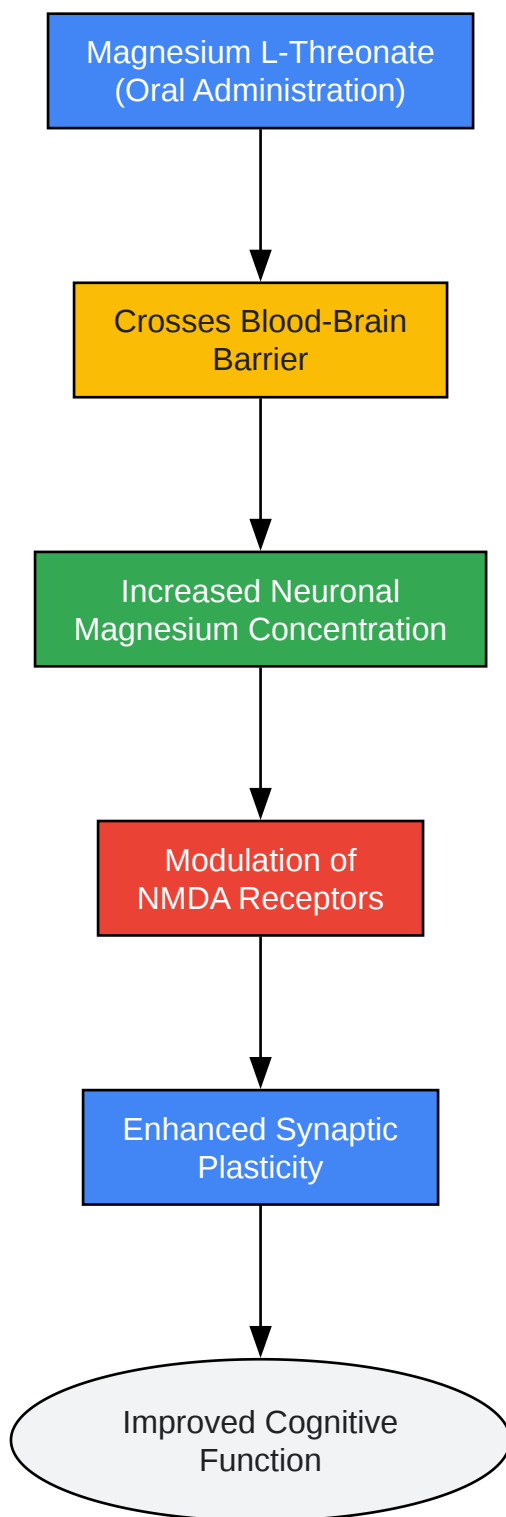 Magnesium L-Threonate
(Oral Administration)
Crosses Blood-Brain
Barrier
Increased Neuronal
Magnesium Concentration
Modulation of
NMDA Receptors
Enhanced Synaptic
Plasticity
Improved Cognitive
Function